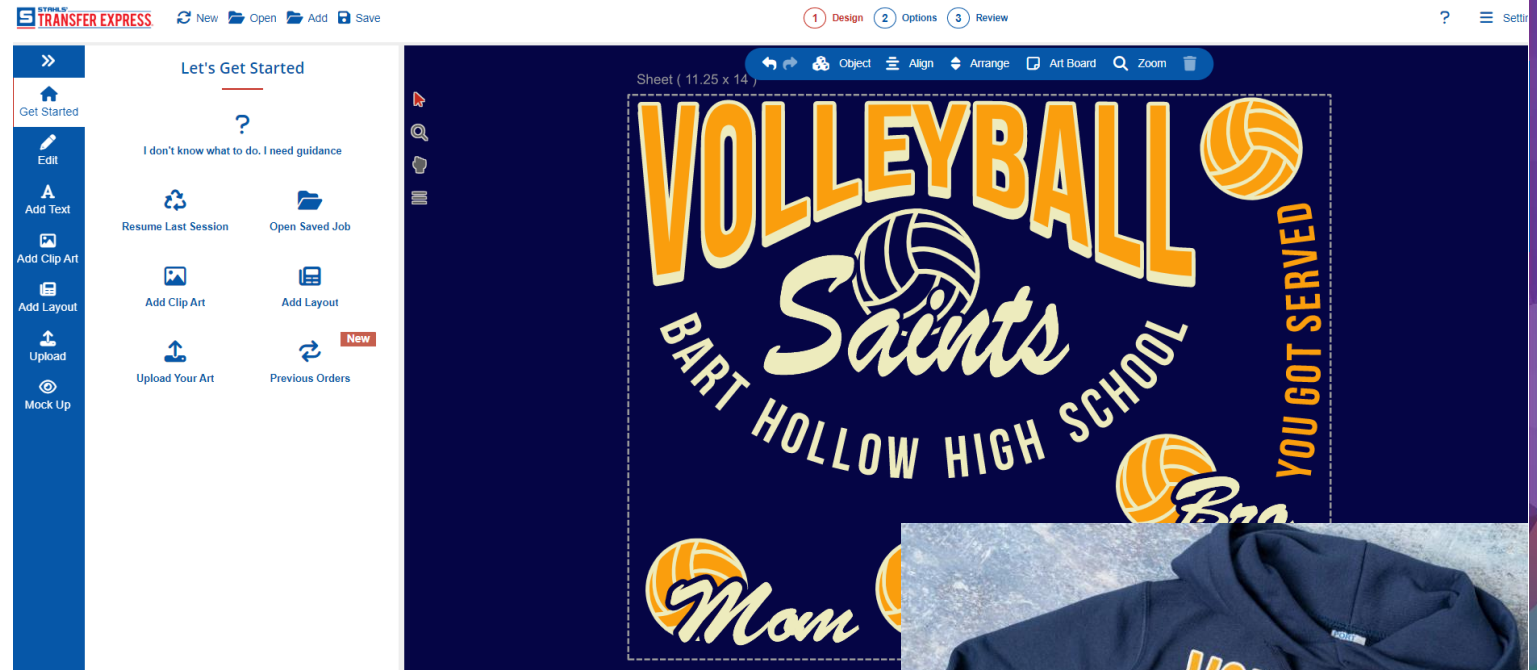 STAHLS'
TRANSFER EXPRESS
New Open Add Save
1 Design 2 Options 3 Review
?
Settin
Let's Get Started
Get Started
?
I don't know what to do. I need guidance
Edit
Add Text
Resume Last Session
Open Saved Job
Add Clip Art
Add Clip Art
Add Layout
Add Layout
New
Upload
Upload Your Art
Previous Orders
Mock Up
Object Align Arrange Art Board Zoom
Sheet ( 11.25 x 14 )
VOLLEYBALL
Saints
BART HOLLOW HIGH SCHOOL
YOU GOT SERVED
Bro
Mom